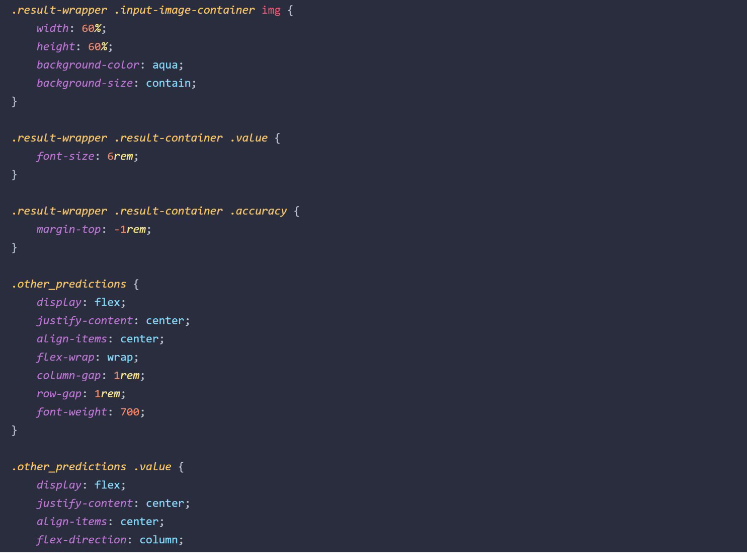 .result-wrapper .input-image-container img {
    width: 60%;
    height: 60%;
    background-color: aqua;
    background-size: contain;
}

.result-wrapper .result-container .value {
    font-size: 6rem;
}

.result-wrapper .result-container .accuracy {
    margin-top: -1rem;
}

.other_predictions {
    display: flex;
    justify-content: center;
    align-items: center;
    flex-wrap: wrap;
    column-gap: 1rem;
    row-gap: 1rem;
    font-weight: 700;
}

.other_predictions .value {
    display: flex;
    justify-content: center;
    align-items: center;
    flex-direction: column;